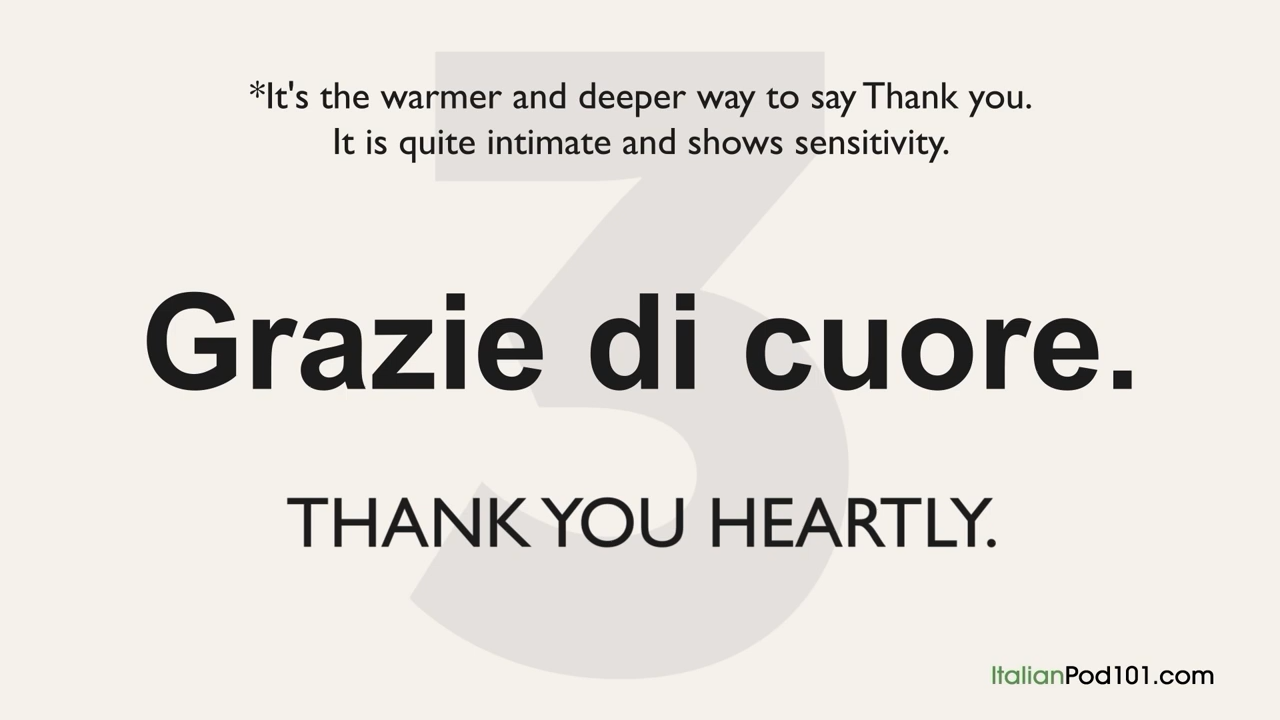 3
*It's the warmer and deeper way to say Thank you.
It is quite intimate and shows sensitivity.
Grazie di cuore.
THANK YOU HEARTLY.
ItalianPod101.com